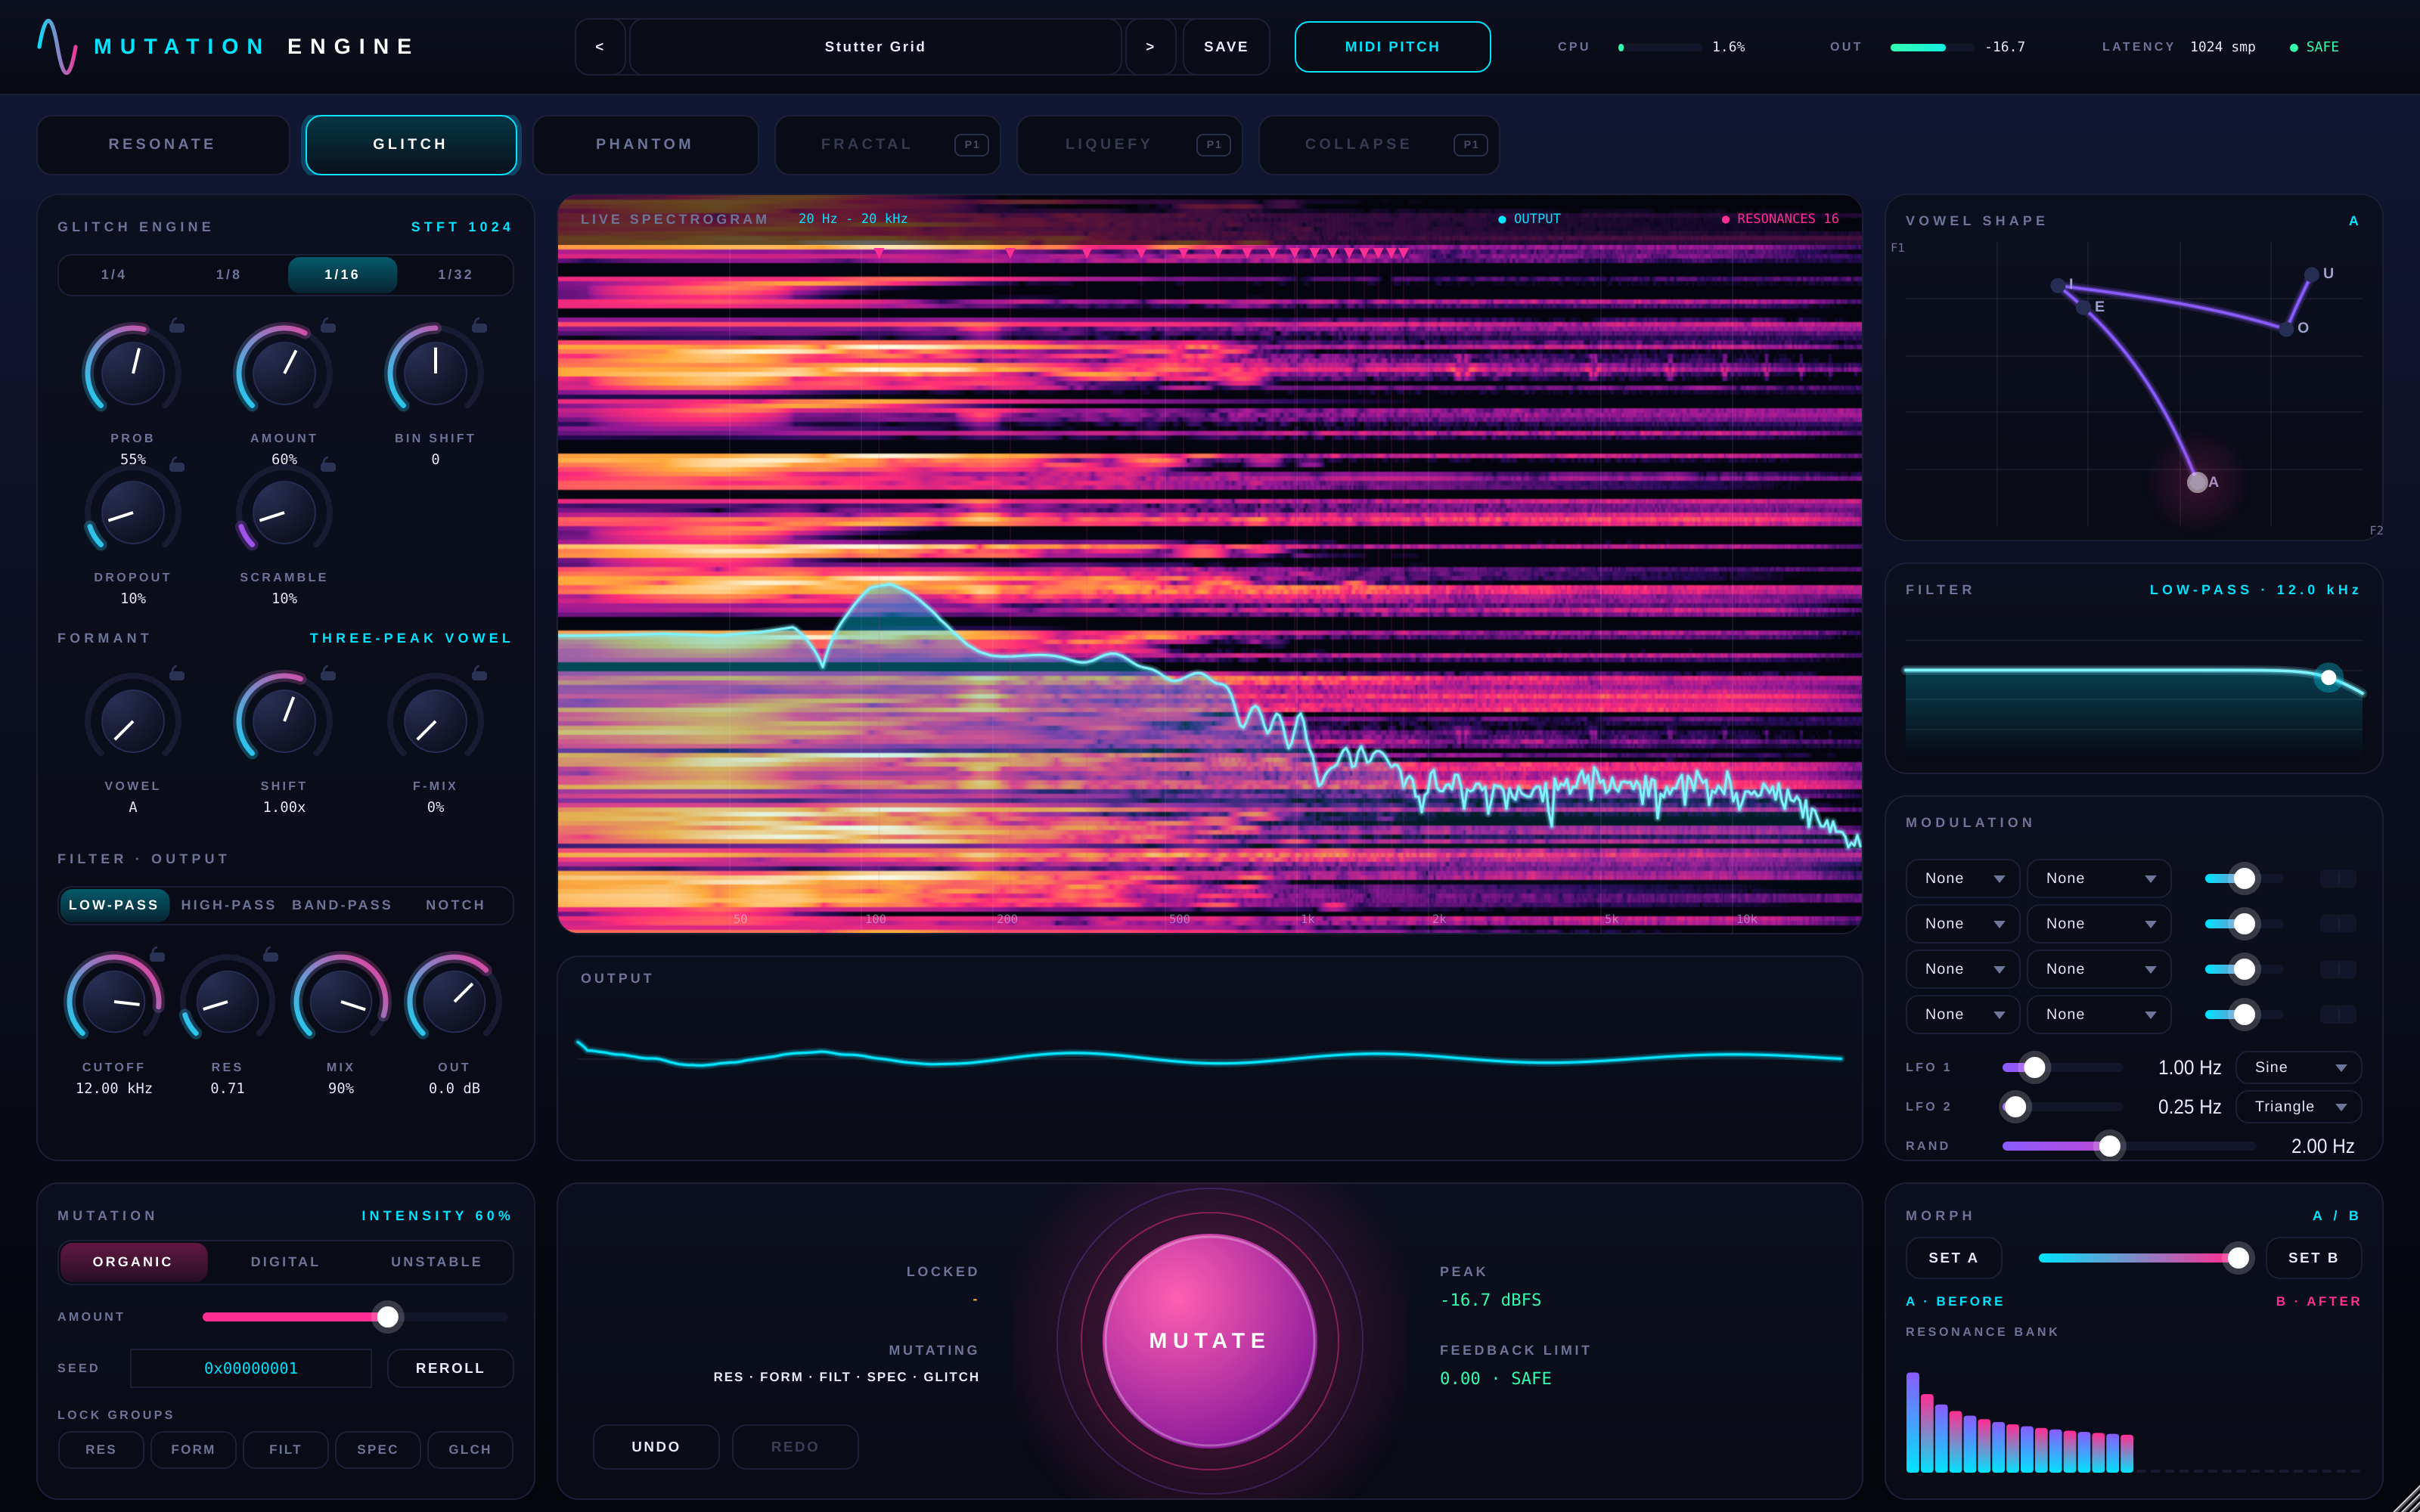 MUTATION ENGINE
<
Stutter Grid
>
SAVE
MIDI PITCH
CPU 1.6%
OUT -16.7
LATENCY 1024 smp
SAFE
RESONATE
GLITCH
PHANTOM
FRACTAL P1
LIQUEFY P1
COLLAPSE P1
GLITCH ENGINE STFT 1024
1/4 1/8 1/16 1/32
PROB AMOUNT BIN SHIFT
55% 60% 0
DROPOUT SCRAMBLE
10% 10%
FORMANT THREE-PEAK VOWEL
VOWEL SHIFT F-MIX
A 1.00x 0%
FILTER · OUTPUT
LOW-PASS HIGH-PASS BAND-PASS NOTCH
CUTOFF RES MIX OUT
12.00 kHz 0.71 90% 0.0 dB
LIVE SPECTROGRAM 20 Hz - 20 kHz OUTPUT RESONANCES 16
50 100 200 500 1k 2k 5k 10k
OUTPUT
VOWEL SHAPE A
F1
I
E
U
O
A
F2
FILTER LOW-PASS · 12.0 kHz
MODULATION
None None
None None
None None
None None
LFO 1 1.00 Hz Sine
LFO 2 0.25 Hz Triangle
RAND 2.00 Hz
MUTATION INTENSITY 60%
ORGANIC DIGITAL UNSTABLE
AMOUNT
SEED 0x00000001 REROLL
LOCK GROUPS
RES FORM FILT SPEC GLCH
LOCKED
-
MUTATING
RES · FORM · FILT · SPEC · GLITCH
UNDO REDO
MUTATE
PEAK
-16.7 dBFS
FEEDBACK LIMIT
0.00 · SAFE
MORPH A / B
SET A SET B
A · BEFORE B · AFTER
RESONANCE BANK